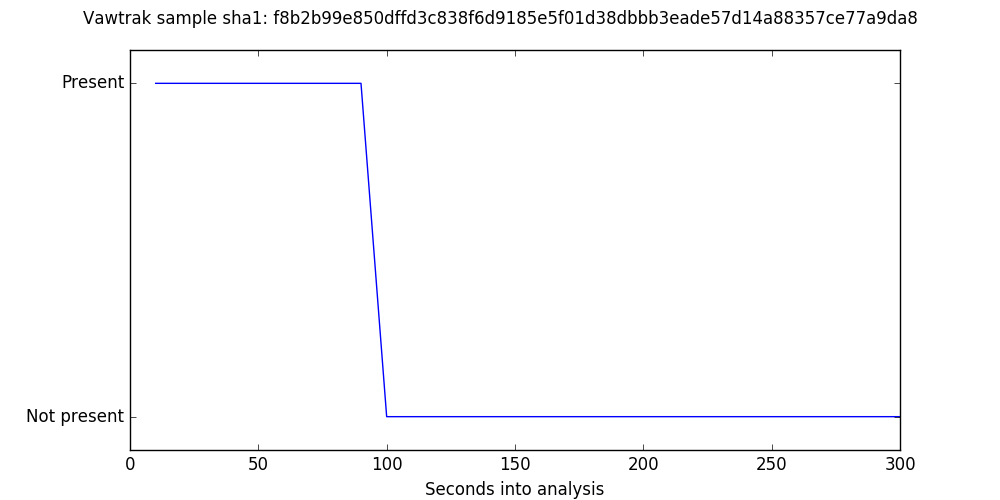 Vawtrak sample sha1: f8b2b99e850dffd3c838f6d9185e5f01d38dbbb3eade57d14a88357ce77a9da8
Present
Not present
0 50 100 150 200 250 300
Seconds into analysis